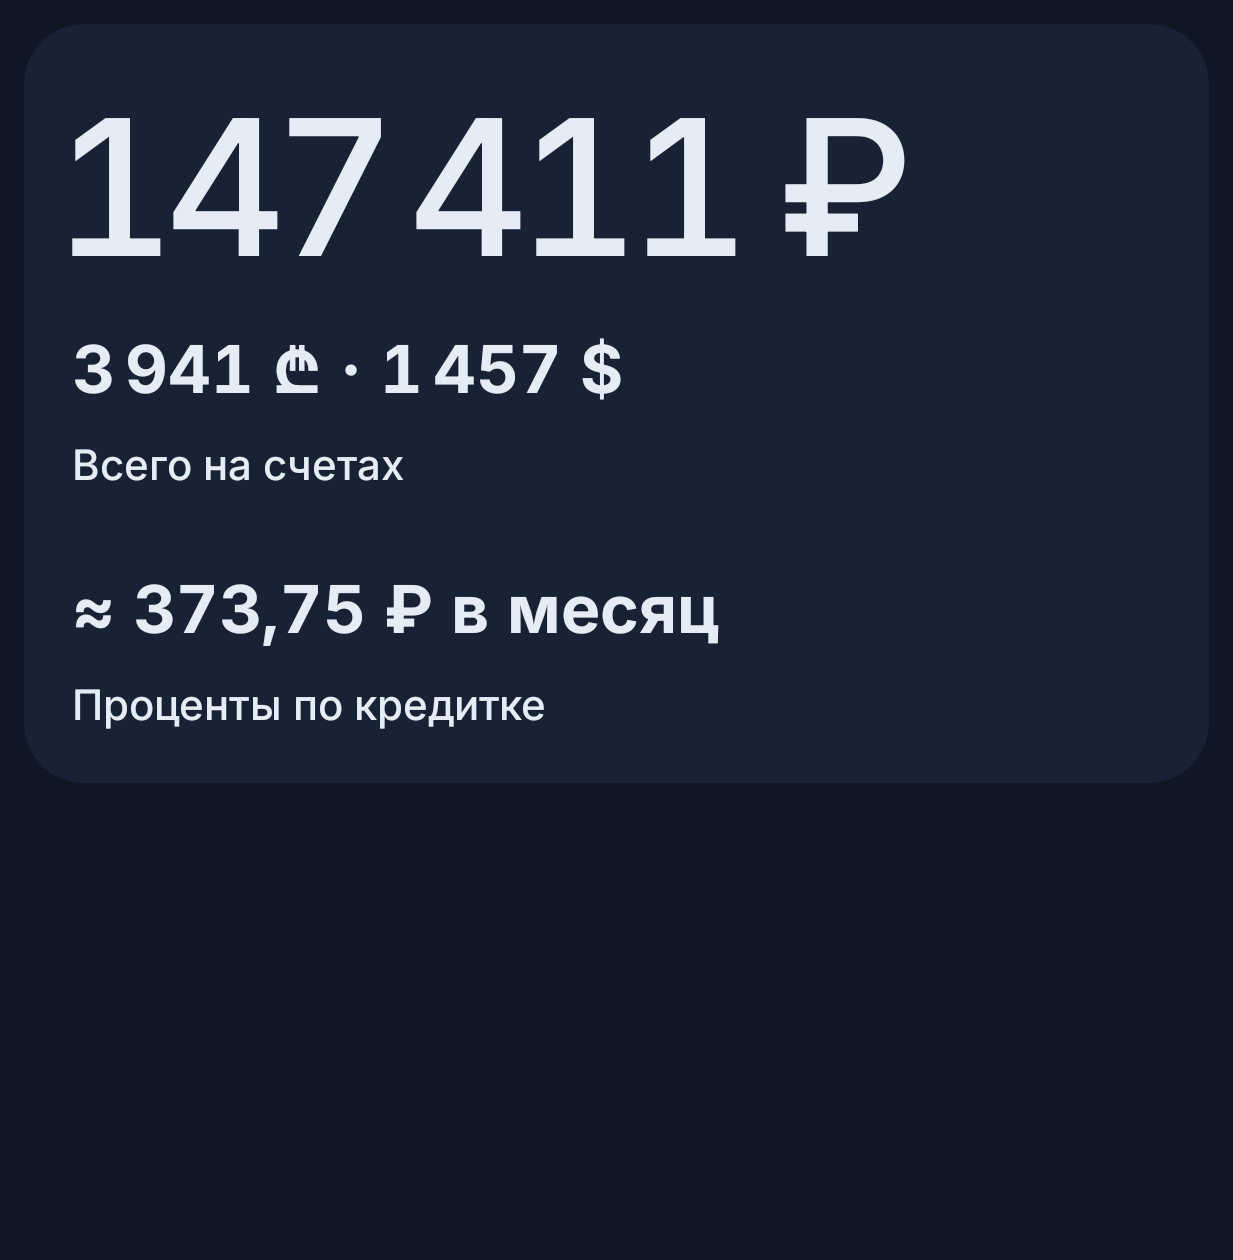 147 411 ₽
3 941 ₾ · 1 457 $
Всего на счетах
≈ 373,75 ₽ в месяц
Проценты по кредитке